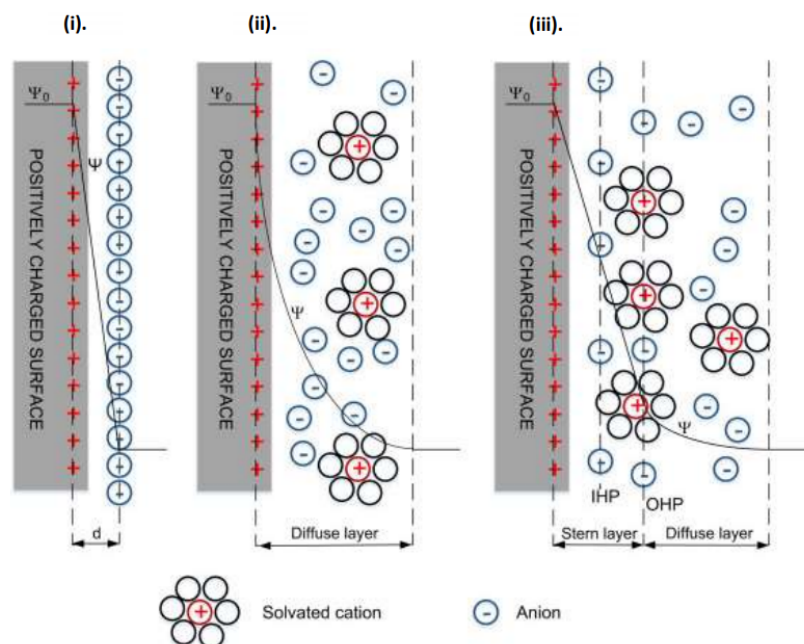 (i).
(ii).
(iii).
Ψ0
Ψ
POSITIVELY CHARGED SURFACE
d
Ψ0
Ψ
POSITIVELY CHARGED SURFACE
Diffuse layer
Ψ0
Ψ
POSITIVELY CHARGED SURFACE
IHP
OHP
Stern layer
Diffuse layer
Solvated cation
Anion